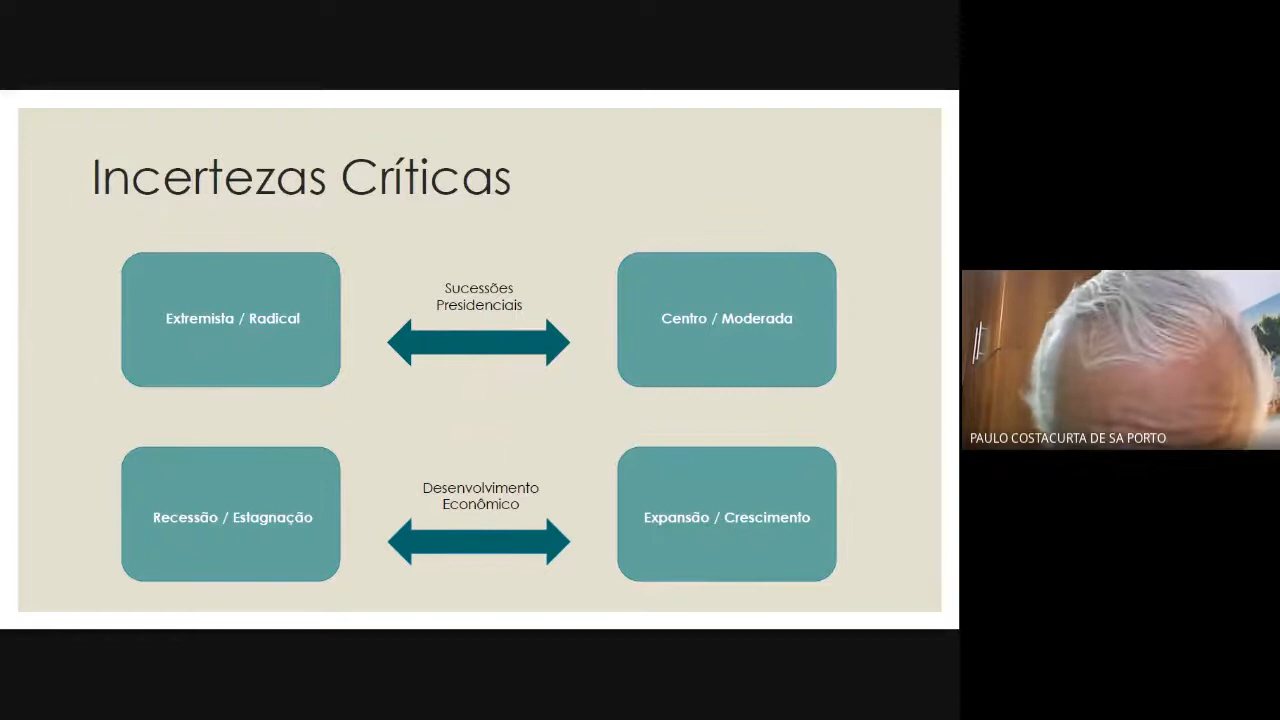 Incertezas Críticas
Extremista / Radical
Sucessões
Presidenciais
Centro / Moderada
Recessão / Estagnação
Desenvolvimento
Econômico
Expansão / Crescimento
PAULO COSTACURTA DE SA PORTO